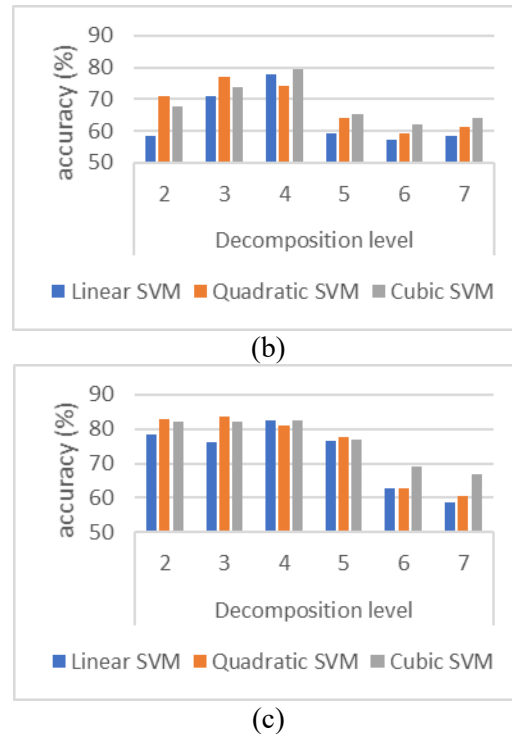 90
80
70
60
50
accuracy (%)
2 3 4 5 6 7
Decomposition level
Linear SVM Quadratic SVM Cubic SVM
(b)
90
80
70
60
50
accuracy (%)
2 3 4 5 6 7
Decomposition level
Linear SVM Quadratic SVM Cubic SVM
(c)